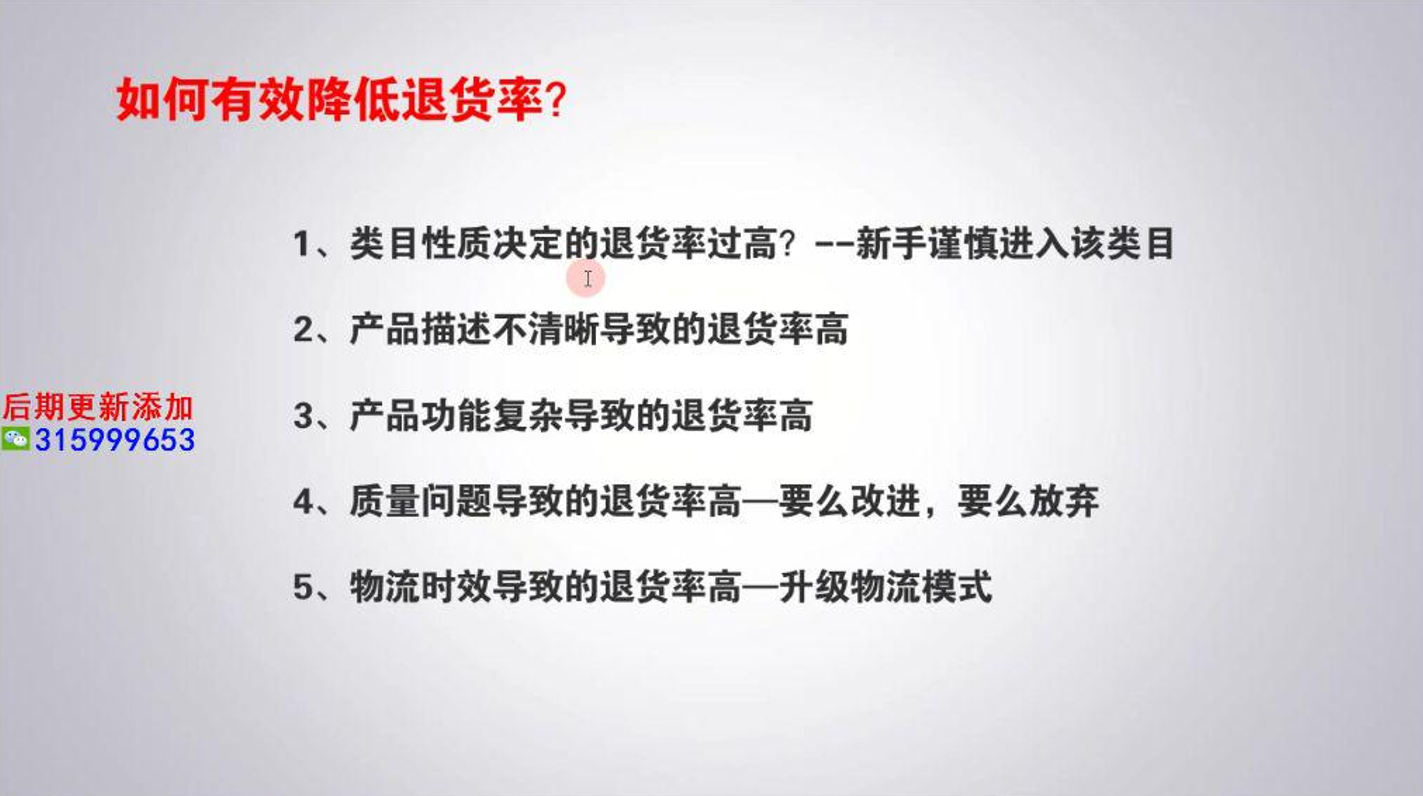 如何有效降低退货率?
1、类目性质决定的退货率过高? --新手谨慎进入该类目
2、产品描述不清晰导致的退货率高
后期更新添加
315999653
3、产品功能复杂导致的退货率高
4、质量问题导致的退货率高—要么改进，要么放弃
5、物流时效导致的退货率高—升级物流模式